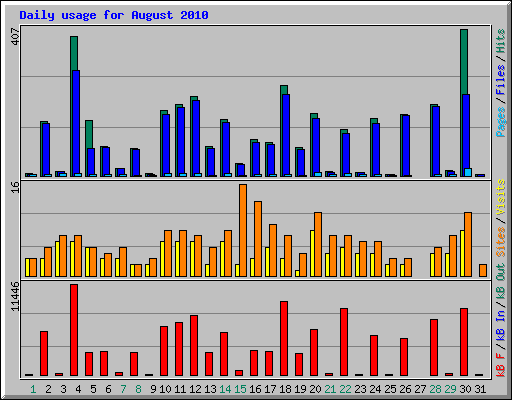 Daily usage for August 2010
407
Pages / Files / Hits
16
Sites / Visits
11446
kB F / kB In / kB Out
1 2 3 4 5 6 7 8 9 10 11 12 13 14 15 16 17 18 19 20 21 22 23 24 25 26 27 28 29 30 31